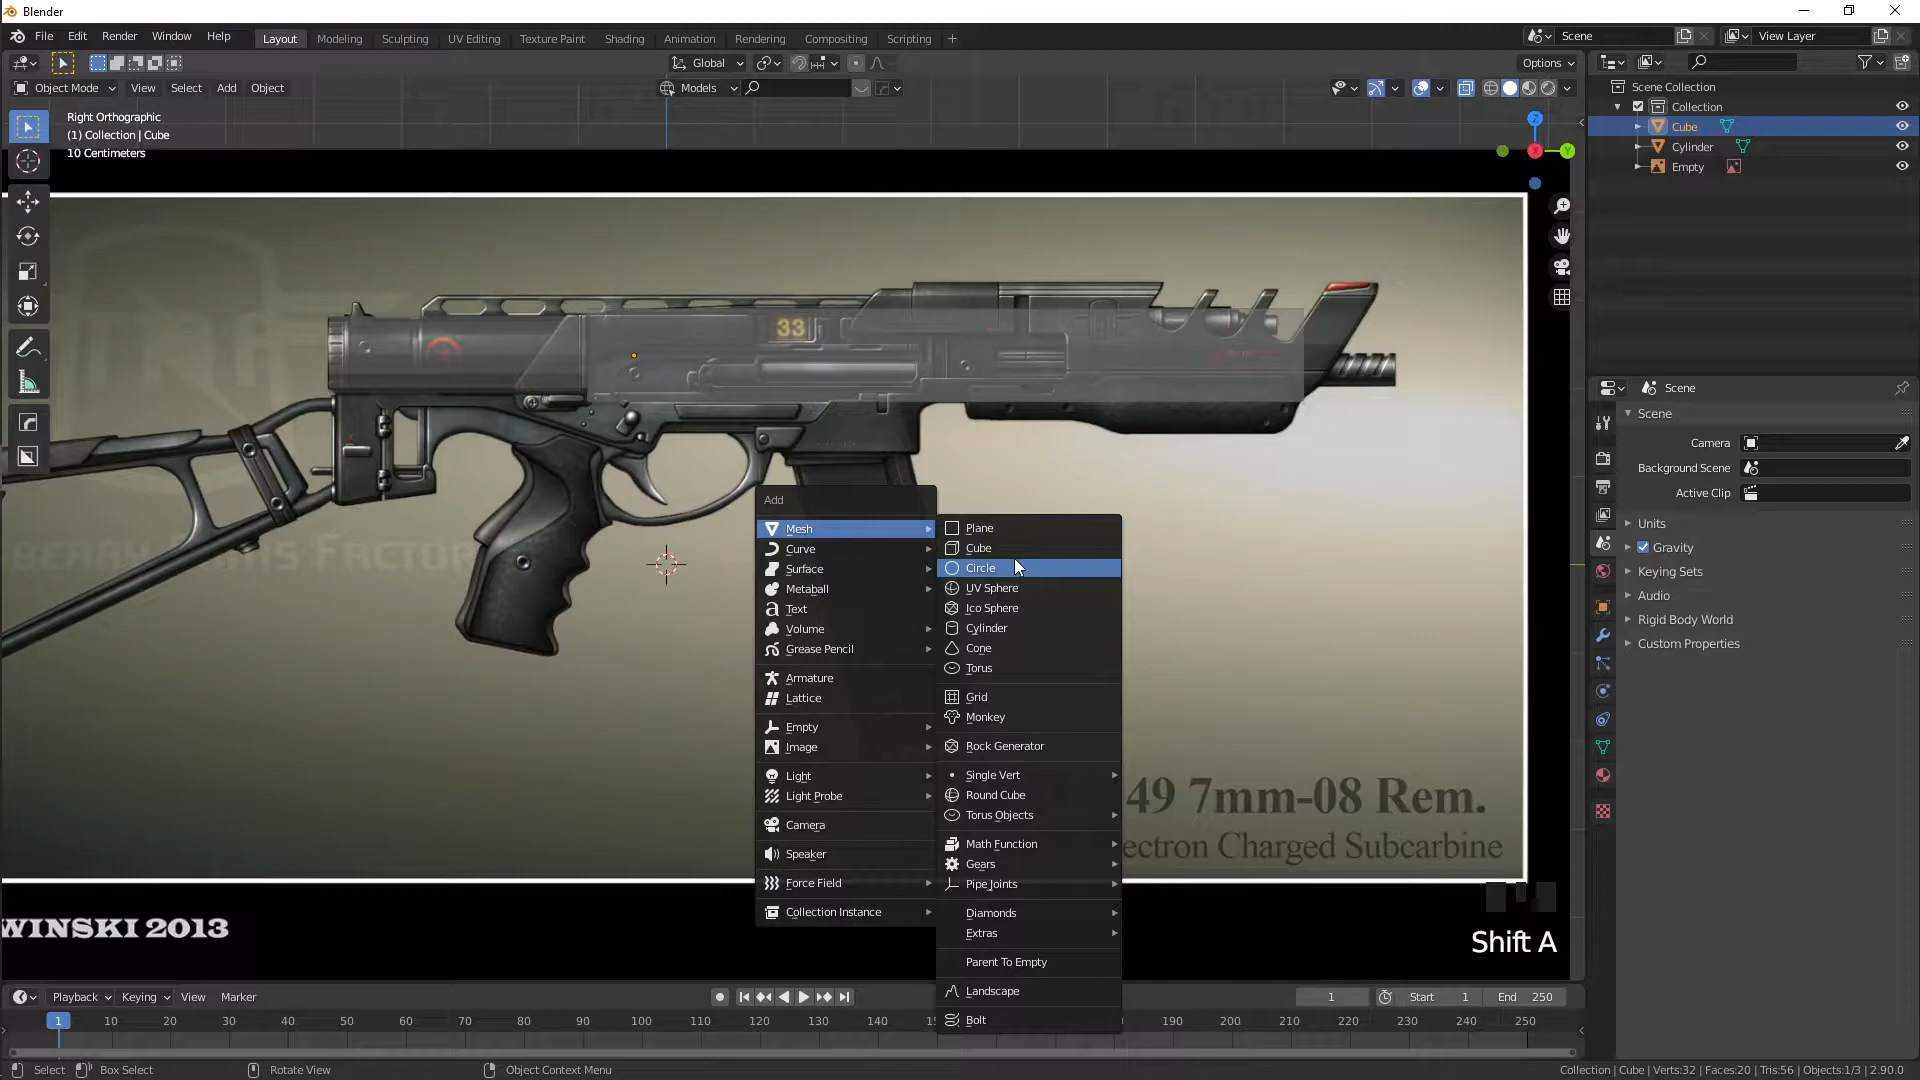 Blender
File Edit Render Window Help
Layout Modeling Sculpting UV Editing Texture Paint Shading Animation Rendering Compositing Scripting
Scene
View Layer
Global
Options
Object Mode View Select Add Object
Models
Right Orthographic
(1) Collection | Cube
10 Centimeters
Scene Collection
Collection
Cube
Cylinder
Empty
33
Scene
Scene
Camera
Background Scene
Active Clip
Units
Gravity
Keying Sets
Audio
Rigid Body World
Custom Properties
Add
Mesh
Curve
Surface
Metaball
Text
Volume
Grease Pencil
Armature
Lattice
Empty
Image
Light
Light Probe
Camera
Speaker
Force Field
Collection Instance
Plane
Cube
Circle
UV Sphere
Ico Sphere
Cylinder
Cone
Torus
Grid
Monkey
Rock Generator
Single Vert
Round Cube
Torus Objects
Math Function
Gears
Pipe Joints
Diamonds
Extras
Parent To Empty
Landscape
Bolt
49 7mm-08 Rem.
ectron Charged Subcarbine
WINSKI 2013
Shift A
Playback Keying View Marker
1 Start 1 End 250
1 10 20 30 40 50 60 70 80 90 100 110 120 130 140 180 190 200 210 220 230 240 250
Select Box Select Rotate View Object Context Menu
Collection | Cube | Verts:32 | Faces:20 | Tris:56 | Objects:1/3 | 2.90.0